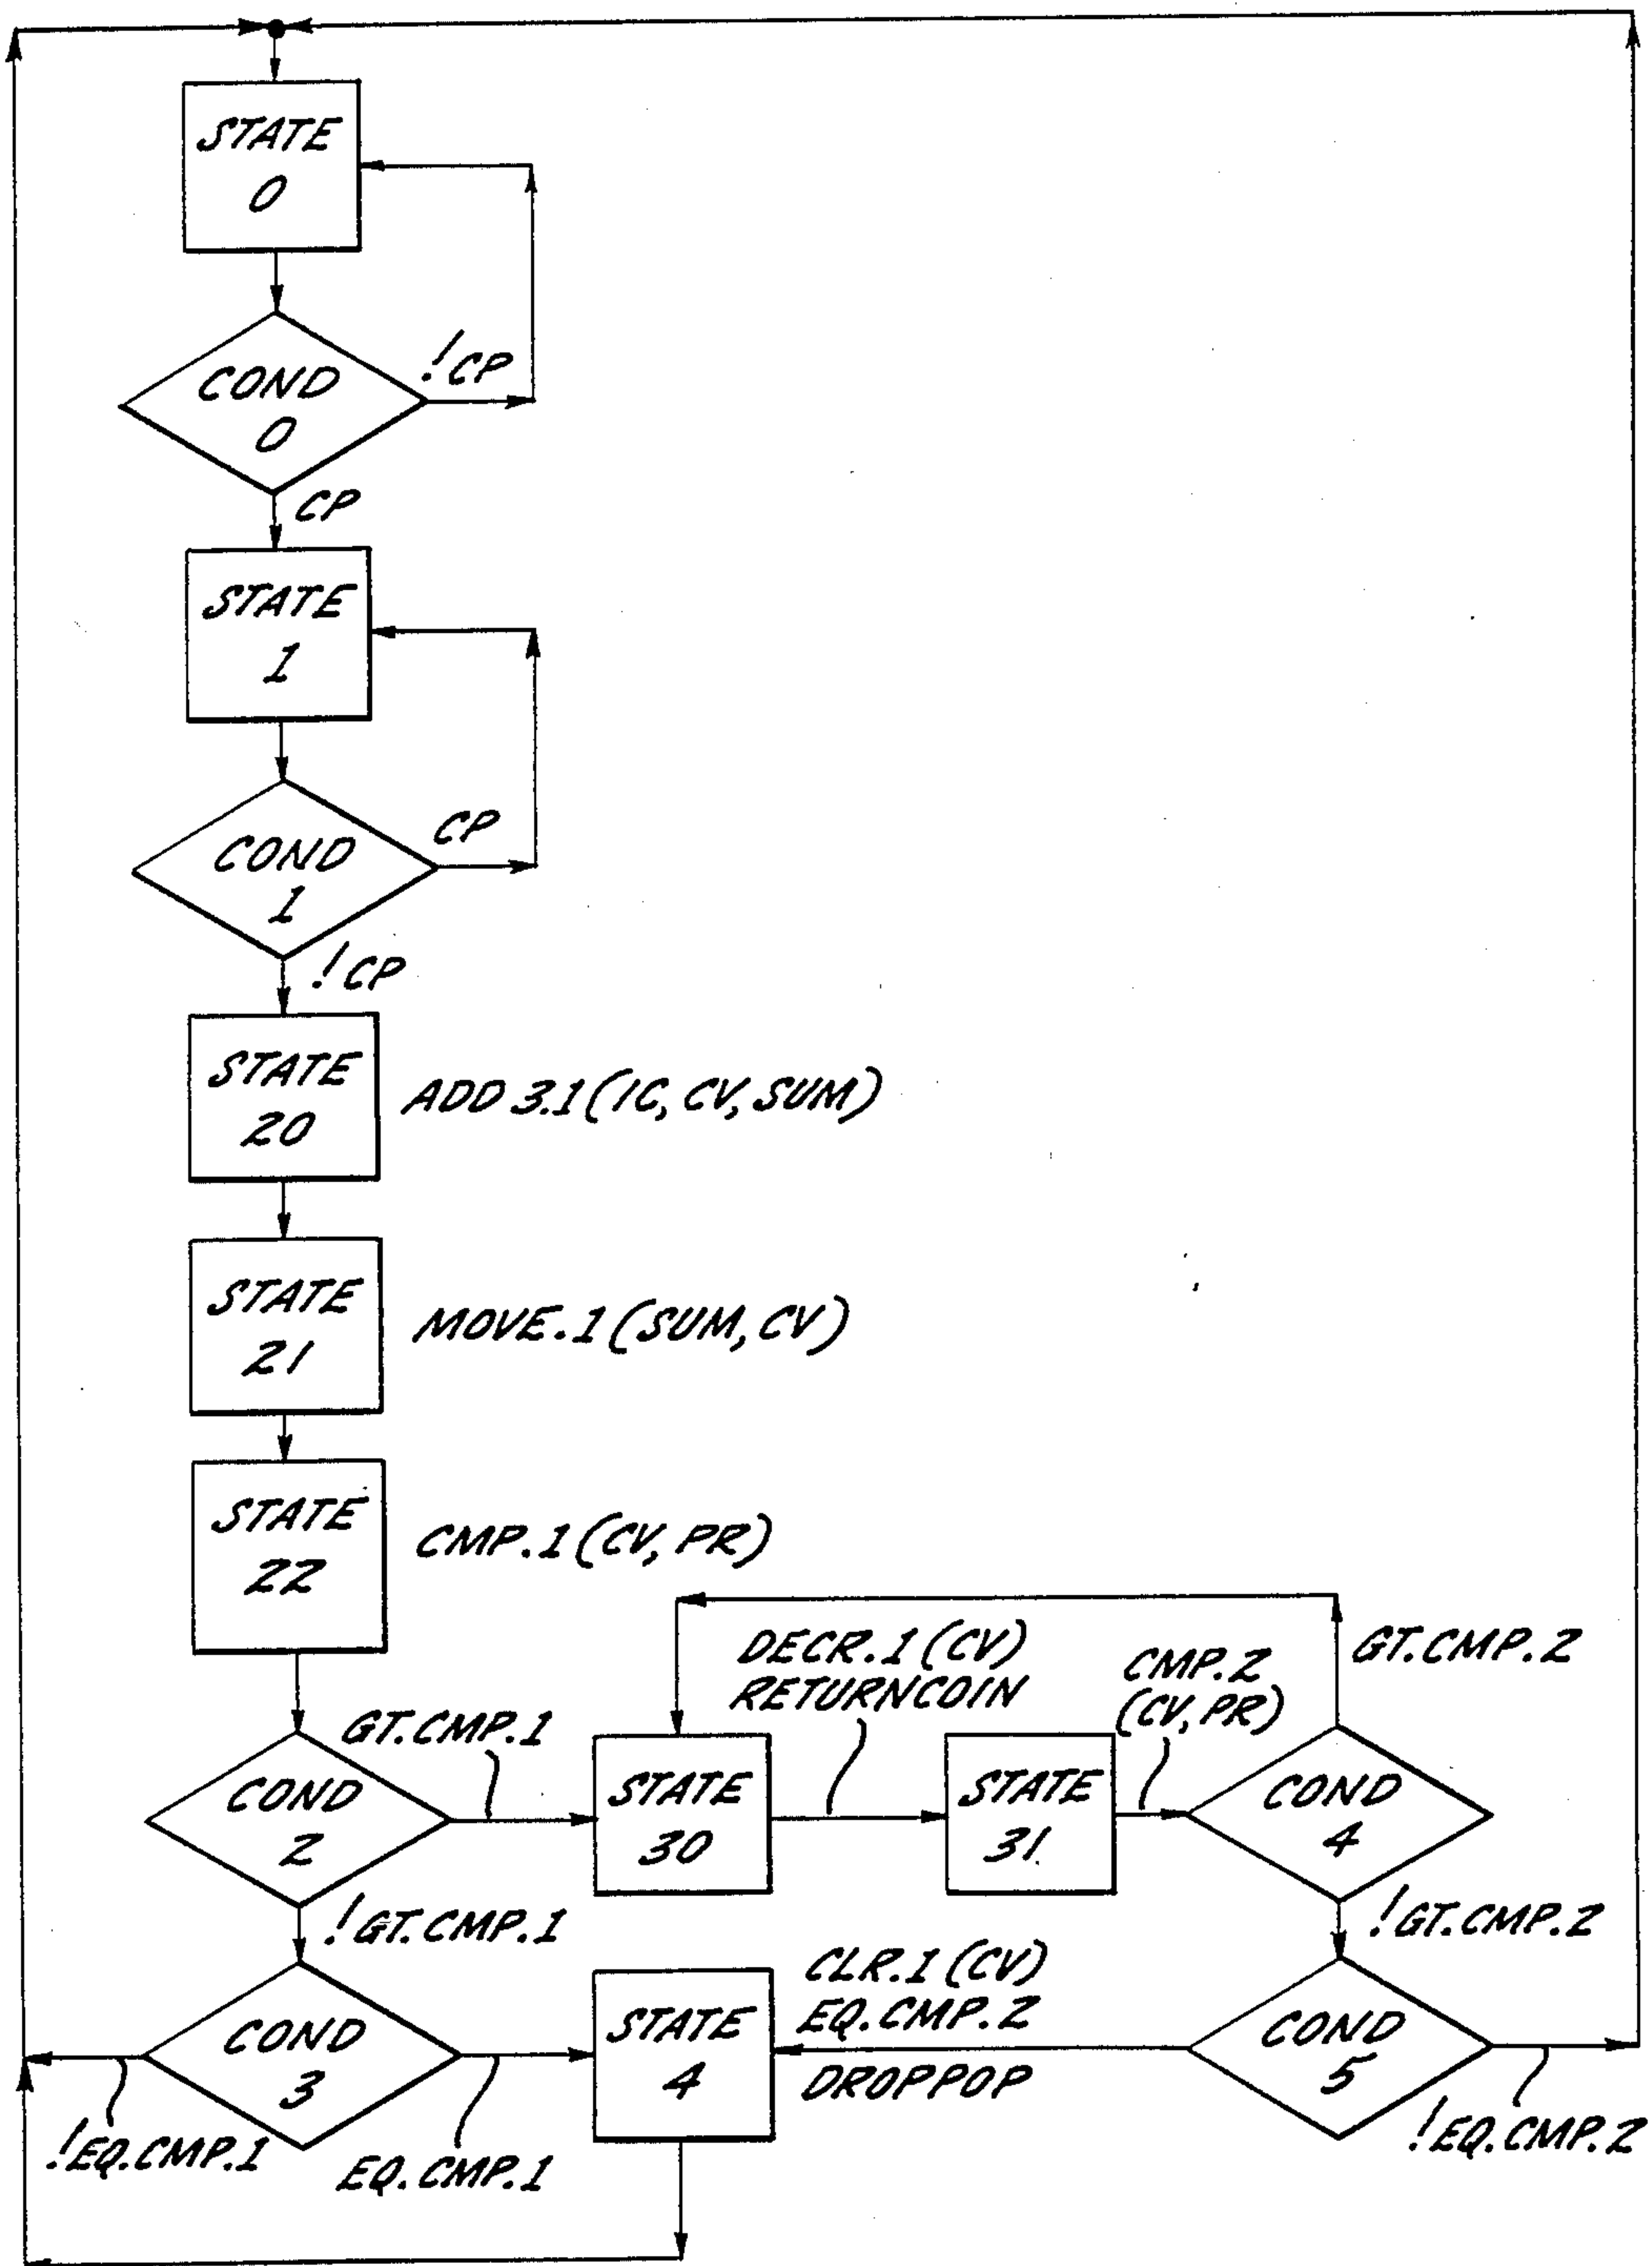 STATE
0
COND
0
!CP
CP
STATE
1
COND
1
CP
!CP
STATE
20
ADD 3.1(IC, CV, SUM)
STATE
21
MOVE.1(SUM, CV)
STATE
22
CMP.1(CV, PR)
COND
2
GT.CMP.1
!GT.CMP.1
STATE
30
DECR.1(CV)
RETURNCOIN
STATE
31
CMP.2
(CV, PR)
COND
4
GT.CMP.2
!GT.CMP.2
COND
3
!EQ.CMP.1
EQ.CMP.1
STATE
4
CLR.1(CV)
EQ.CMP.2
DROPPOP
COND
5
!EQ.CMP.2